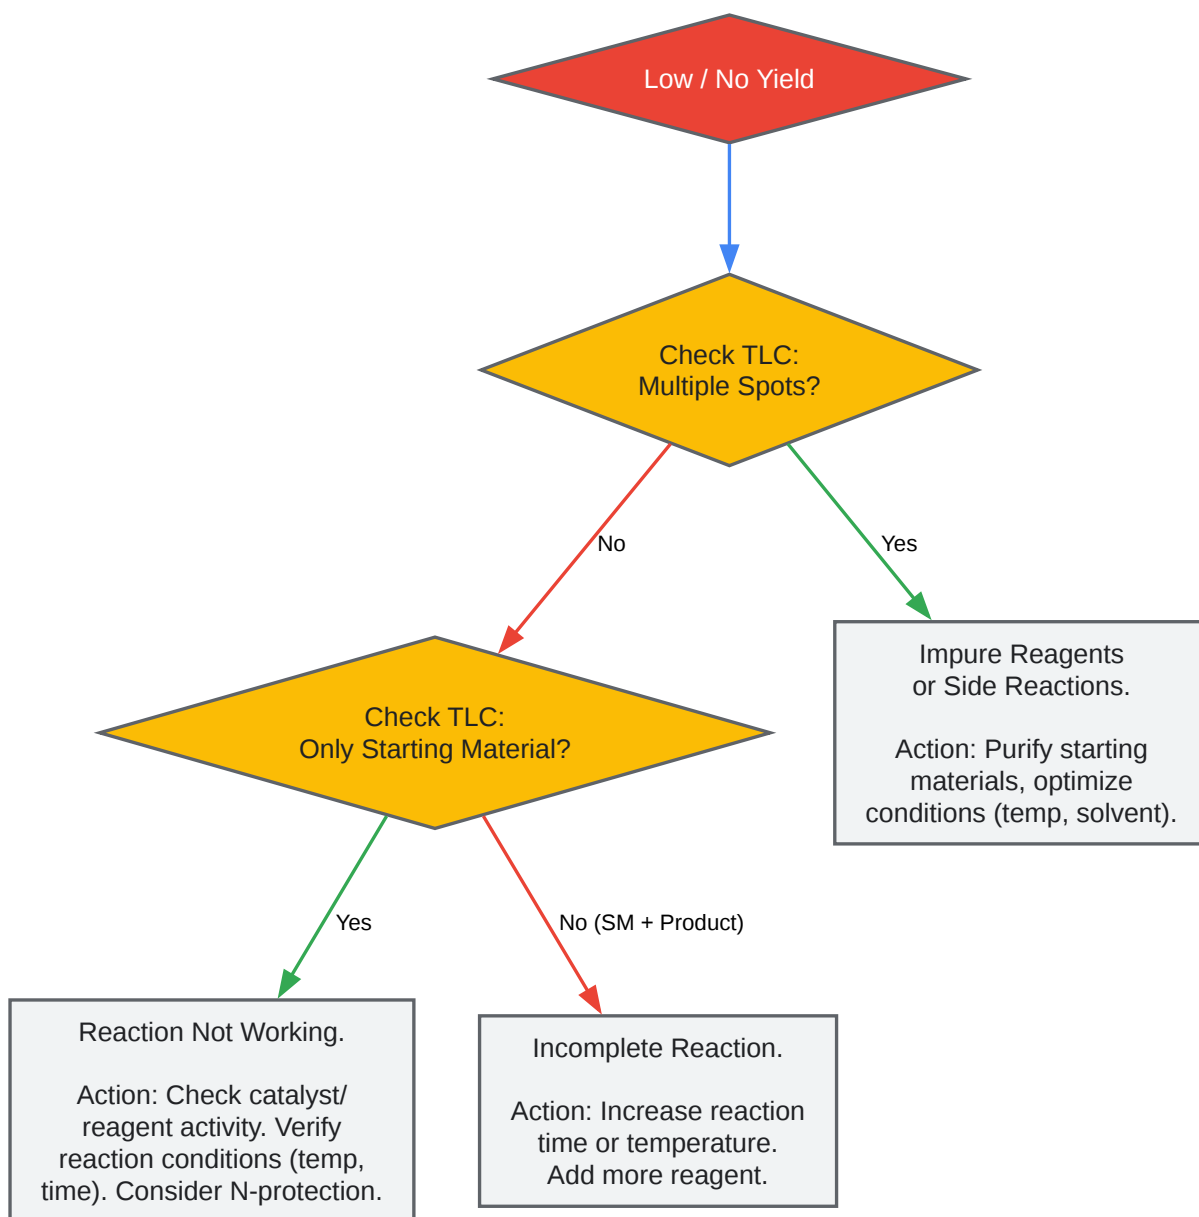 Low / No Yield
Check TLC:
Multiple Spots?
No
Yes
Impure Reagents
or Side Reactions.
Action: Purify starting
materials, optimize
conditions (temp, solvent).
Check TLC:
Only Starting Material?
Yes
No (SM + Product)
Reaction Not Working.
Action: Check catalyst/
reagent activity. Verify
reaction conditions (temp,
time). Consider N-protection.
Incomplete Reaction.
Action: Increase reaction
time or temperature.
Add more reagent.